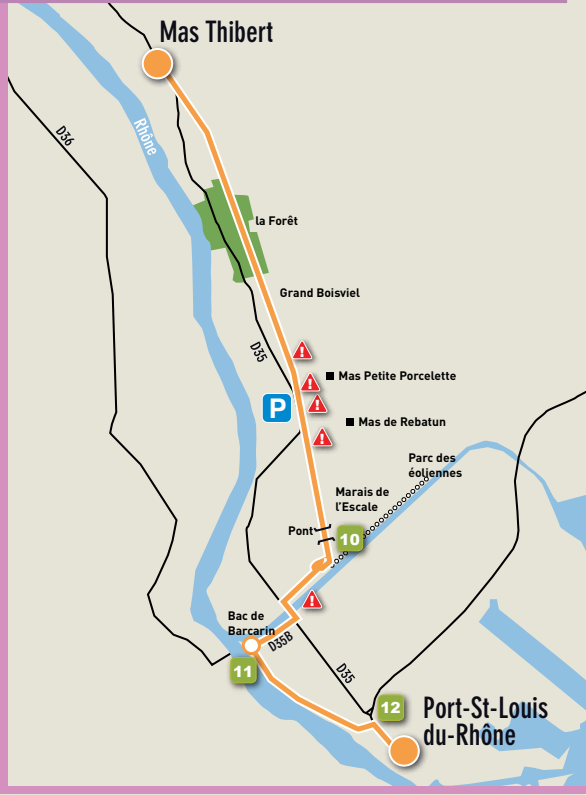 Mas Thibert
D36
Rhône
la Forêt
Grand Boisviel
D35
!
Mas Petite Porcelette
!
P
!
Mas de Rebatun
!
Parc des
éoliennes
Marais de
l'Escale
Pont
10
!
Bac de
Barcarin
D35B
11
D35
12
Port-St-Louis
du-Rhône